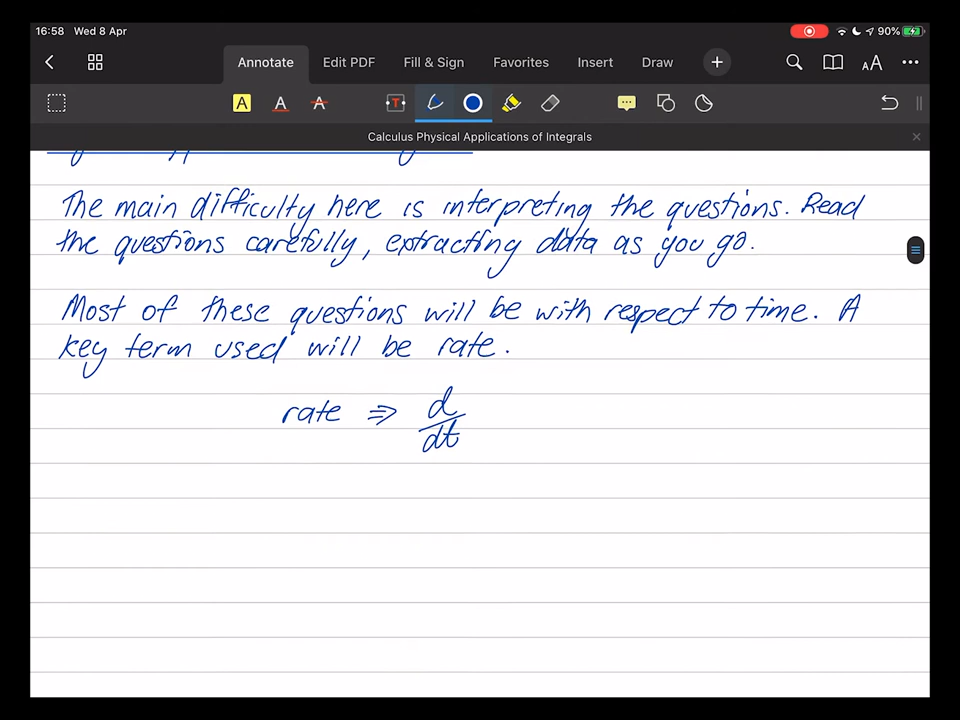 16:58 Wed 8 Apr 90%
Annotate Edit PDF Fill & Sign Favorites Insert Draw
Calculus Physical Applications of Integrals
The main difficulty here is interpreting the questions. Read
the questions carefully, extracting data as you go.
Most of these questions will be with respect to time. A
key term used will be rate.
rate ⇒ d/dt